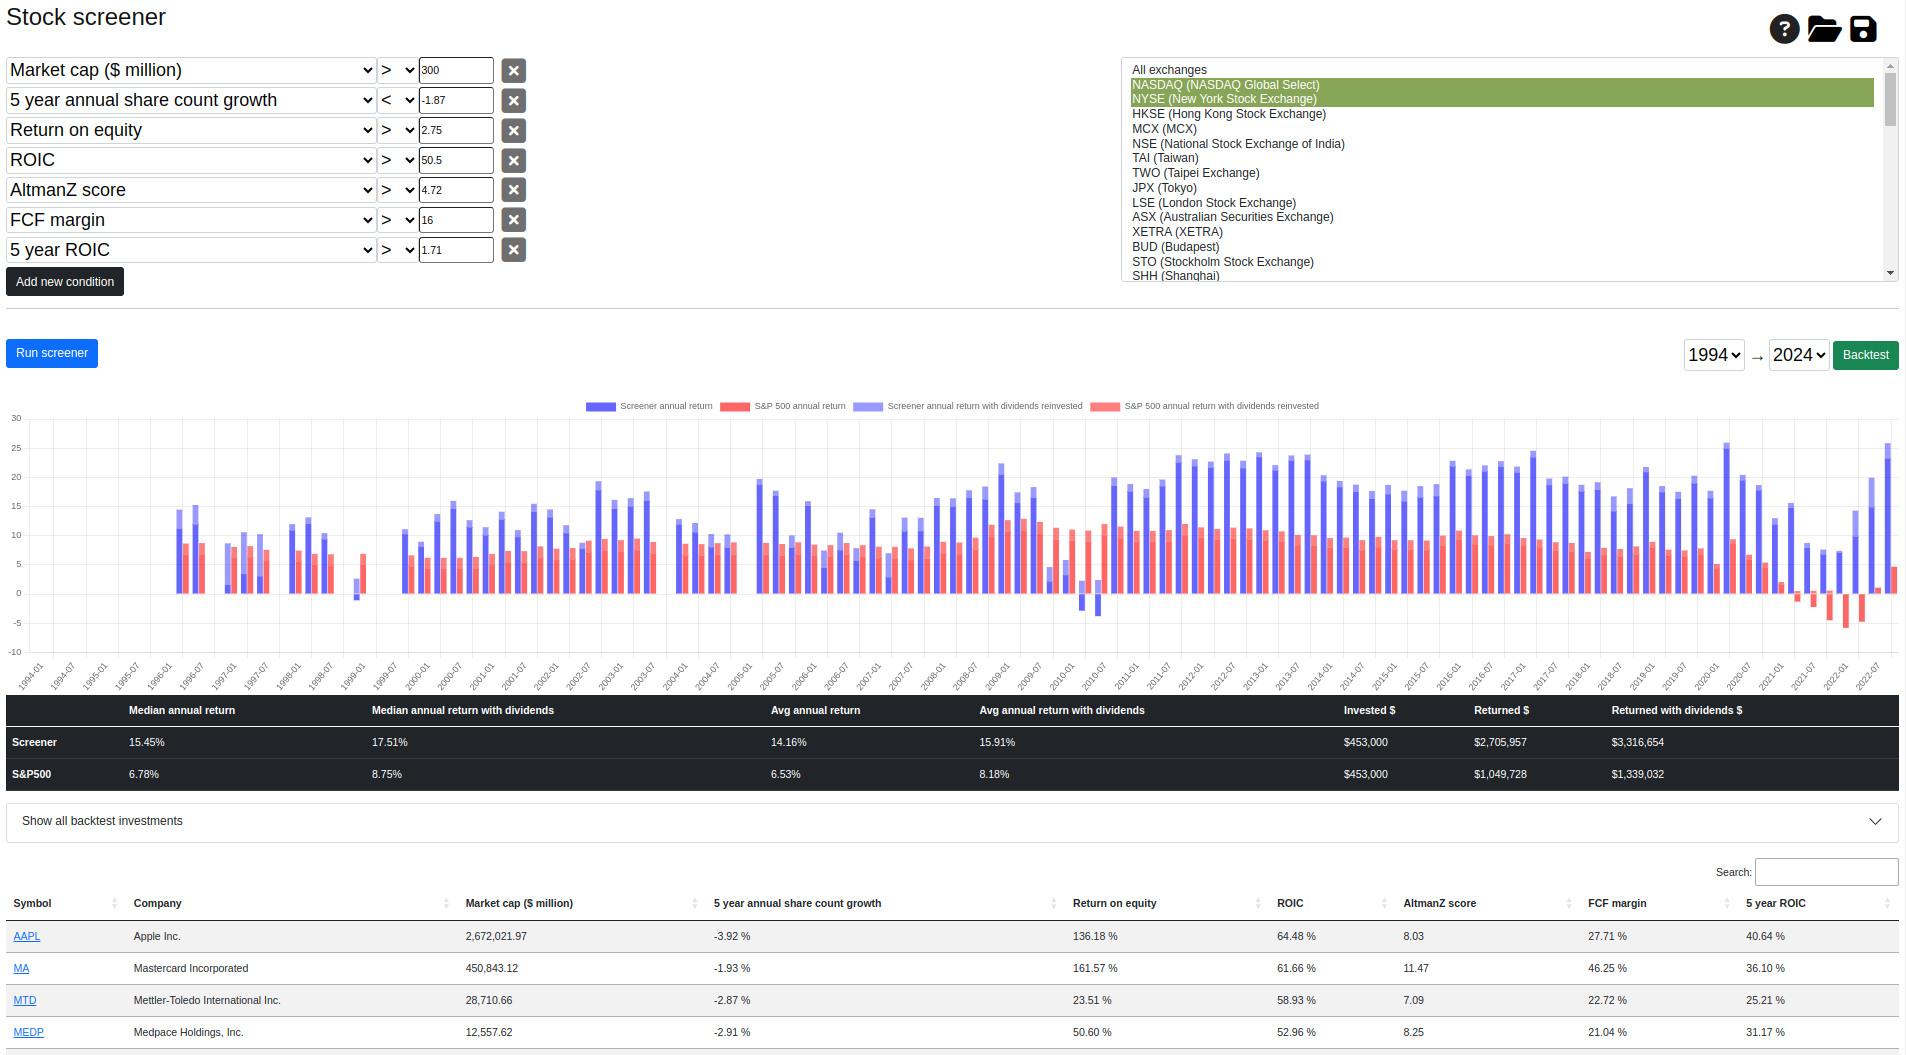 Stock screener
?
Market cap ($ million) > 300
5 year annual share count growth < -1.87
Return on equity > 2.75
ROIC > 50.5
AltmanZ score > 4.72
FCF margin > 16
5 year ROIC > 1.71
Add new condition
All exchanges
NASDAQ (NASDAQ Global Select)
NYSE (New York Stock Exchange)
HKSE (Hong Kong Stock Exchange)
MCX (MCX)
NSE (National Stock Exchange of India)
TAI (Taiwan)
TWO (Taipei Exchange)
JPX (Tokyo)
LSE (London Stock Exchange)
ASX (Australian Securities Exchange)
XETRA (XETRA)
BUD (Budapest)
STO (Stockholm Stock Exchange)
SHH (Shanghai)
Run screener
1994 → 2024 Backtest
Screener annual return S&P 500 annual return Screener annual return with dividends reinvested S&P 500 annual return with dividends reinvested
30
25
20
15
10
5
0
-5
-10
1994-01 1994-07 1995-01 1995-07 1996-01 1996-07 1997-01 1997-07 1998-01 1998-07 1999-01 1999-07 2000-01 2000-07 2001-01 2001-07 2002-01 2002-07 2003-01 2003-07 2004-01 2004-07 2005-01 2005-07 2006-01 2006-07 2007-01 2007-07 2008-01 2008-07 2009-01 2009-07 2010-01 2010-07 2011-01 2011-07 2012-01 2012-07 2013-01 2013-07 2014-01 2014-07 2015-01 2015-07 2016-01 2016-07 2017-01 2017-07 2018-01 2018-07 2019-01 2019-07 2020-01 2020-07 2021-01 2021-07 2022-01 2022-07
Median annual return Median annual return with dividends Avg annual return Avg annual return with dividends Invested $ Returned $ Returned with dividends $
Screener 15.45% 17.51% 14.16% 15.91% $453,000 $2,705,957 $3,316,654
S&P500 6.78% 8.75% 6.53% 8.18% $453,000 $1,049,728 $1,339,032
Show all backtest investments
Search:
Symbol Company Market cap ($ million) 5 year annual share count growth Return on equity ROIC AltmanZ score FCF margin 5 year ROIC
AAPL Apple Inc. 2,672,021.97 -3.92 % 136.18 % 64.48 % 8.03 27.71 % 40.64 %
MA Mastercard Incorporated 450,843.12 -1.93 % 161.57 % 61.66 % 11.47 46.25 % 36.10 %
MTD Mettler-Toledo International Inc. 28,710.66 -2.87 % 23.51 % 58.93 % 7.09 22.72 % 25.21 %
MEDP Medpace Holdings, Inc. 12,557.62 -2.91 % 50.60 % 52.96 % 8.25 21.04 % 31.17 %